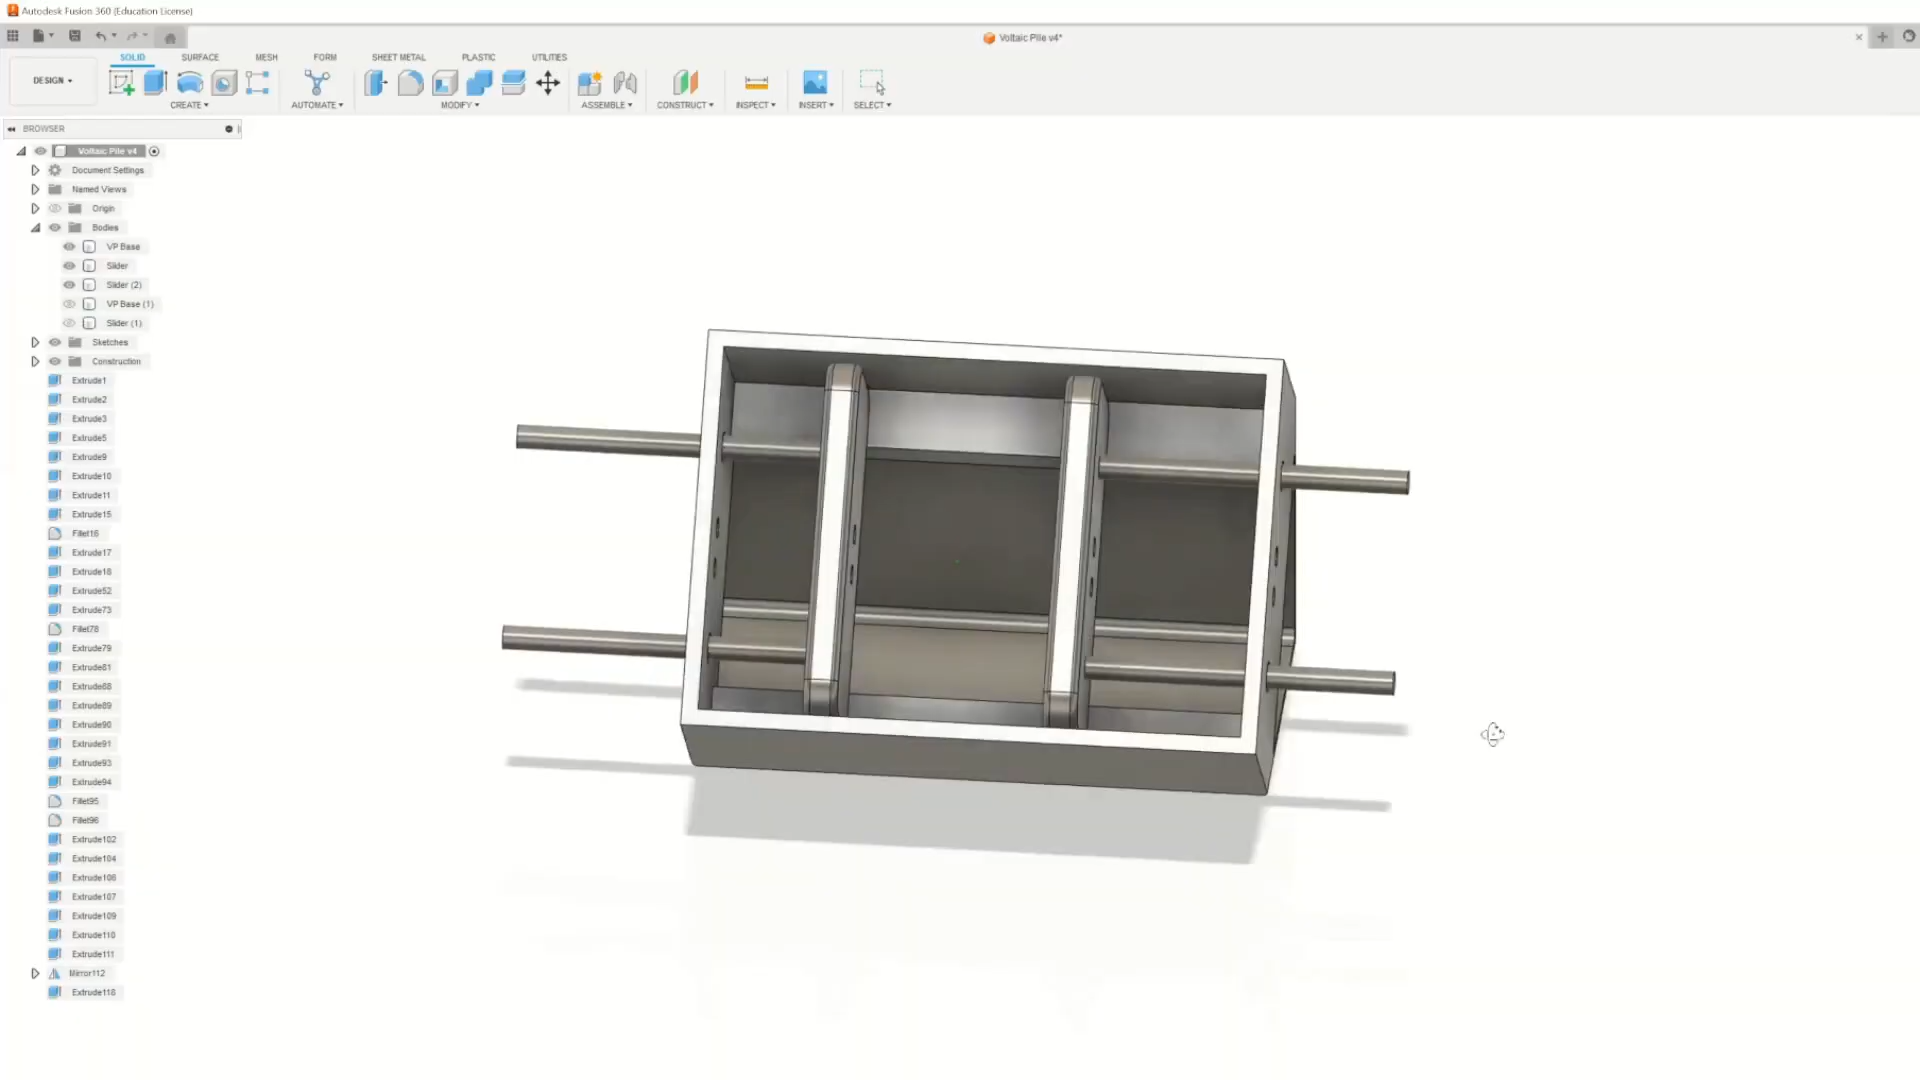 Autodesk Fusion 360 (Education License)
Voltaic Pile v4*
SOLID SURFACE MESH FORM SHEET METAL PLASTIC UTILITIES
DESIGN
CREATE AUTOMATE MODIFY ASSEMBLE CONSTRUCT INSPECT INSERT SELECT
BROWSER
Voltaic Pile v4
Document Settings
Named Views
Origin
Bodies
VP Base
Slider
Slider (2)
VP Base (1)
Slider (1)
Sketches
Construction
Extrude1
Extrude2
Extrude3
Extrude5
Extrude9
Extrude10
Extrude11
Extrude15
Fillet16
Extrude17
Extrude18
Extrude52
Extrude73
Fillet78
Extrude79
Extrude81
Extrude88
Extrude89
Extrude90
Extrude91
Extrude93
Extrude94
Fillet95
Fillet96
Extrude102
Extrude104
Extrude106
Extrude107
Extrude109
Extrude110
Extrude111
Mirror112
Extrude118